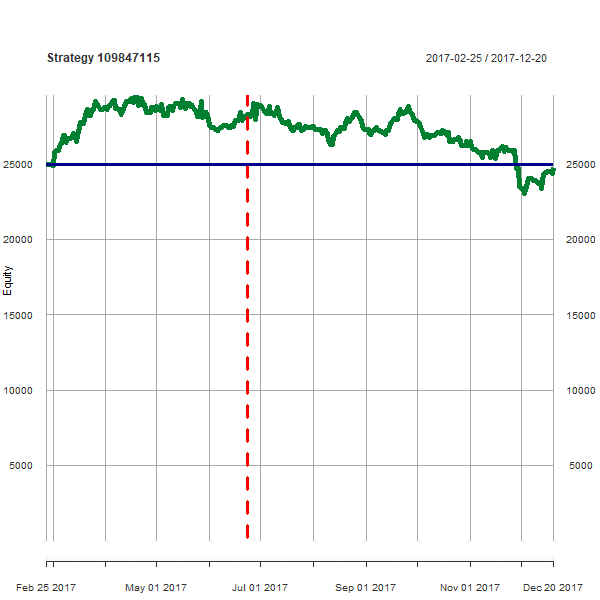 Strategy 109847115
2017-02-25 / 2017-12-20
25000
20000
15000
10000
5000
Equity
25000
20000
15000
10000
5000
Feb 25 2017
May 01 2017
Jul 01 2017
Sep 01 2017
Nov 01 2017
Dec 20 2017